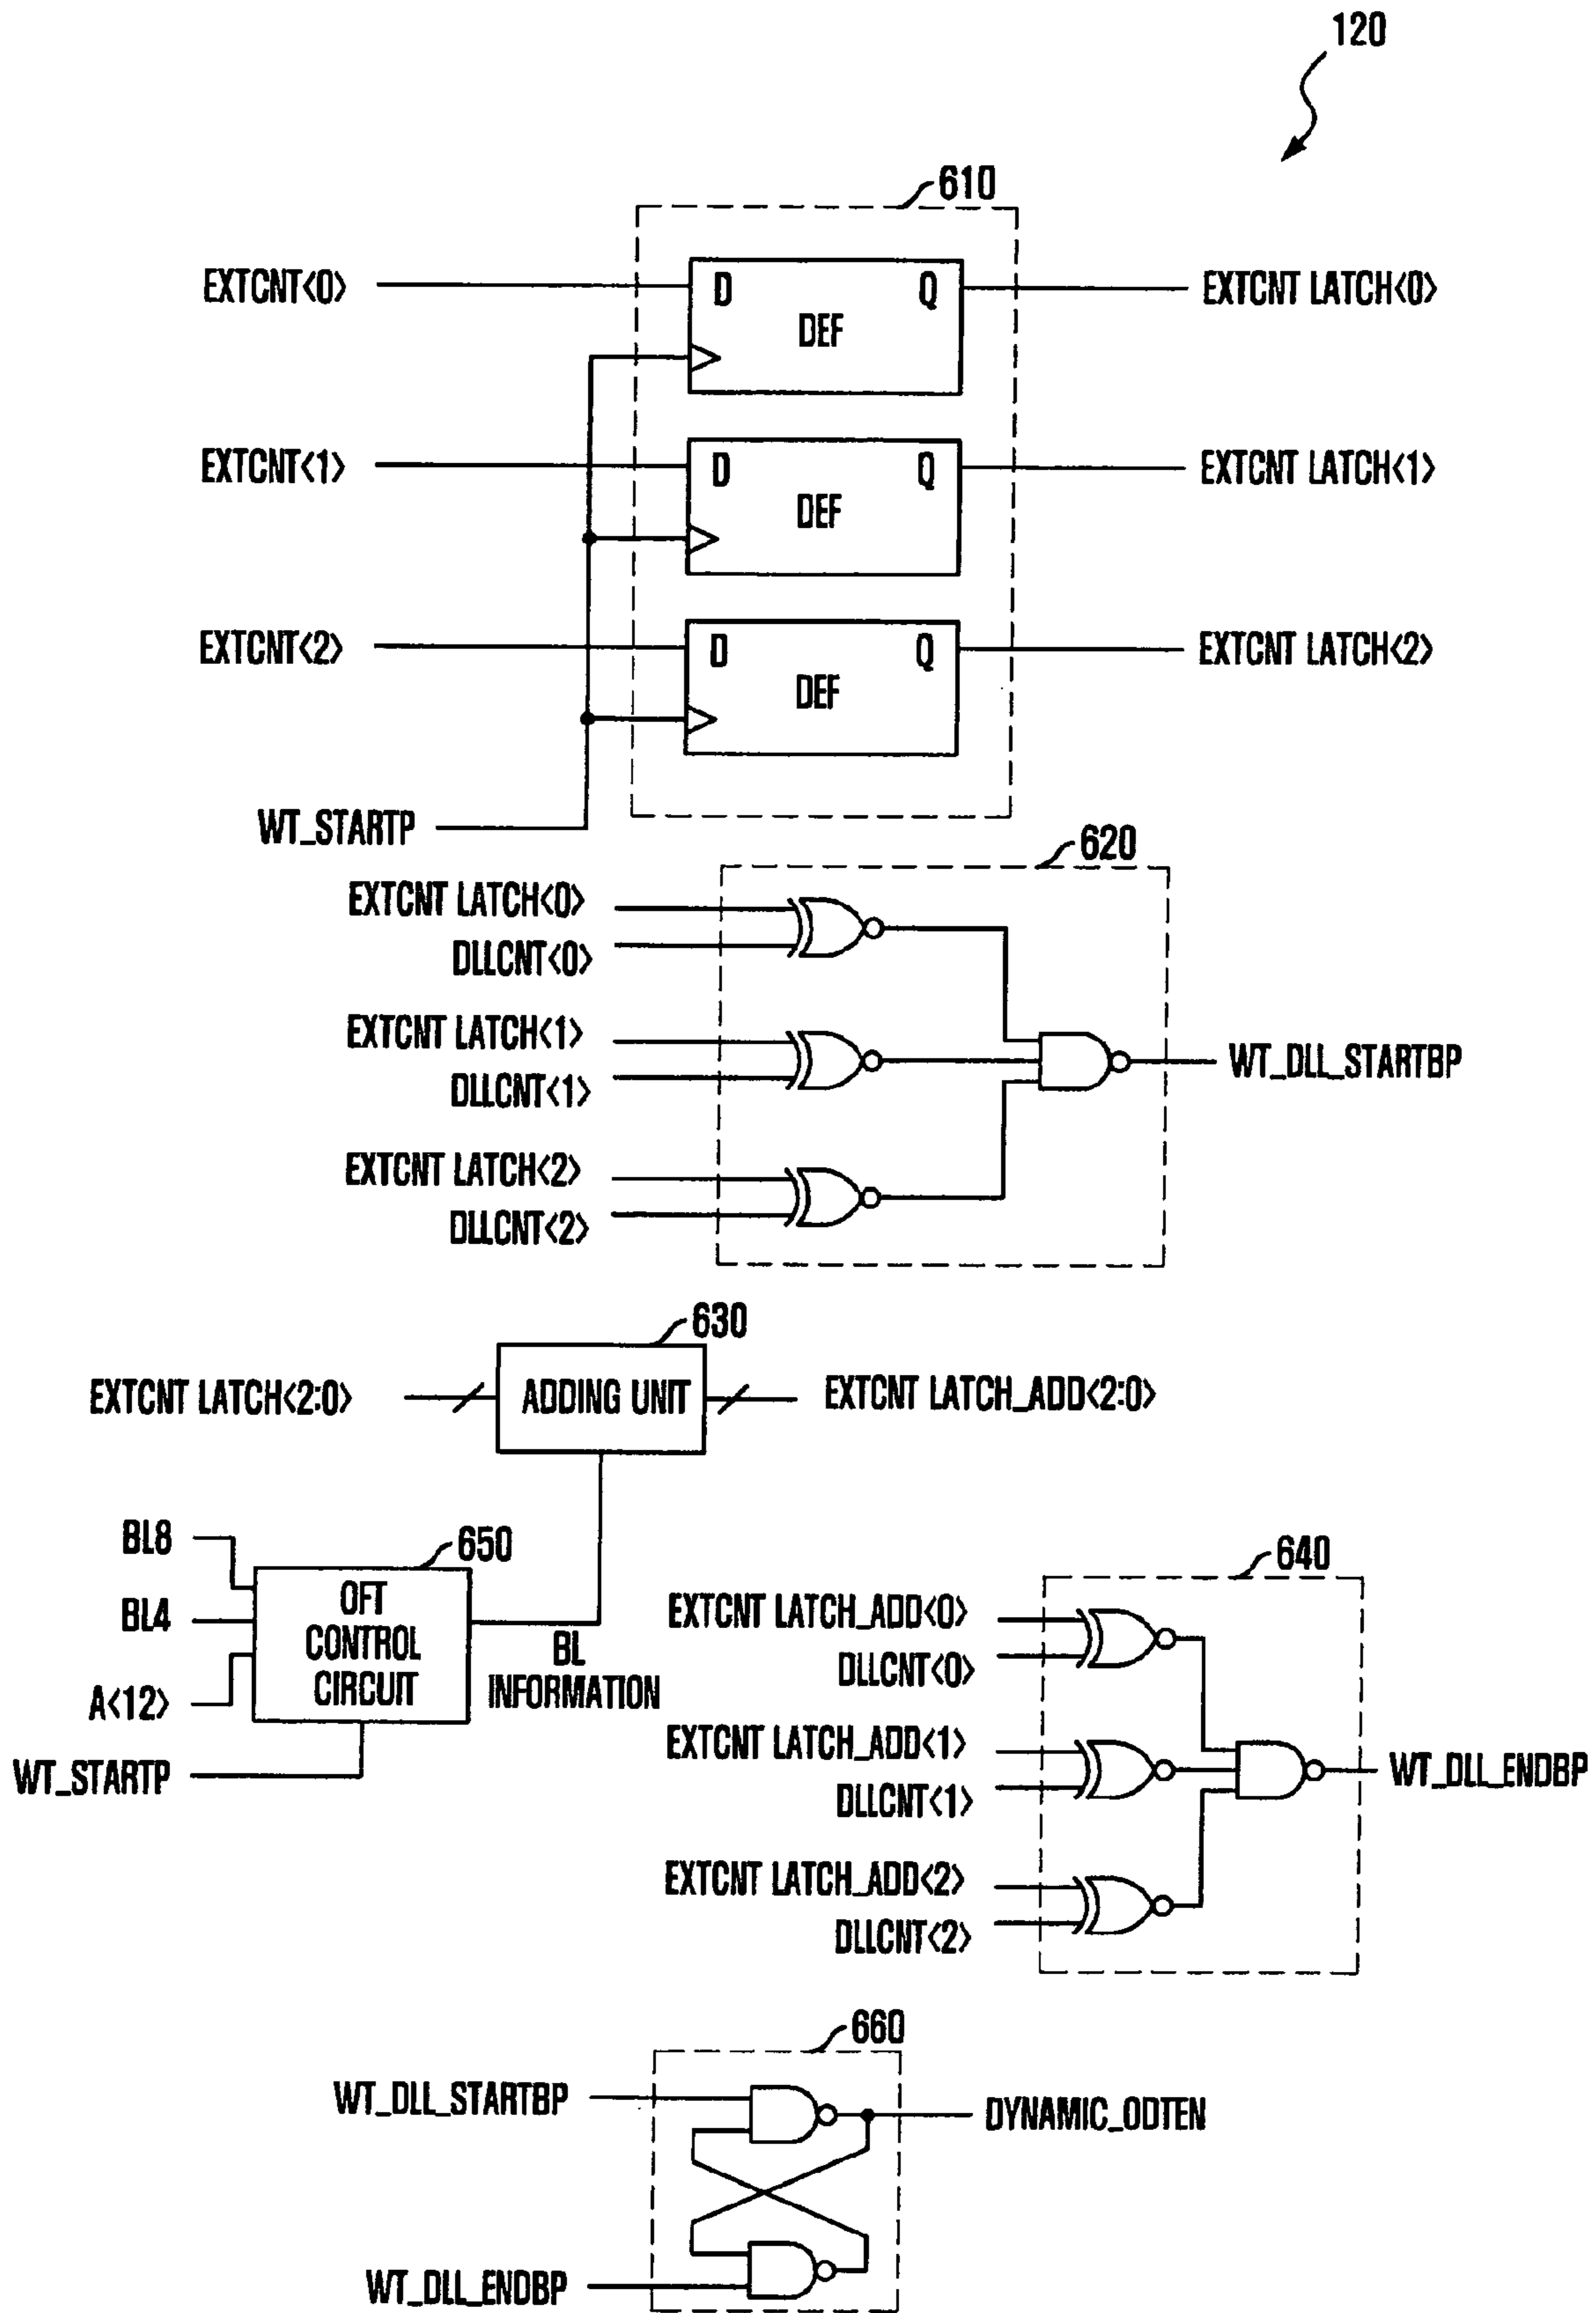 120
610
EXTCNT<0>
D
Q
DEF
EXTCNT LATCH<0>
EXTCNT<1>
D
Q
DEF
EXTCNT LATCH<1>
EXTCNT<2>
D
Q
DEF
EXTCNT LATCH<2>
WT_STARTP
620
EXTCNT LATCH<0>
DLLCNT<0>
EXTCNT LATCH<1>
DLLCNT<1>
WT_DLL_STARTBP
EXTCNT LATCH<2>
DLLCNT<2>
630
EXTCNT LATCH<2:0>
ADDING UNIT
EXTCNT LATCH_ADD<2:0>
BL8
BL4
A<12>
WT_STARTP
650
OFT
CONTROL
CIRCUIT
BL
INFORMATION
640
EXTCNT LATCH_ADD<0>
DLLCNT<0>
EXTCNT LATCH_ADD<1>
DLLCNT<1>
WT_DLL_ENDBP
EXTCNT LATCH_ADD<2>
DLLCNT<2>
660
WT_DLL_STARTBP
DYNAMIC_ODTEN
WT_DLL_ENDBP